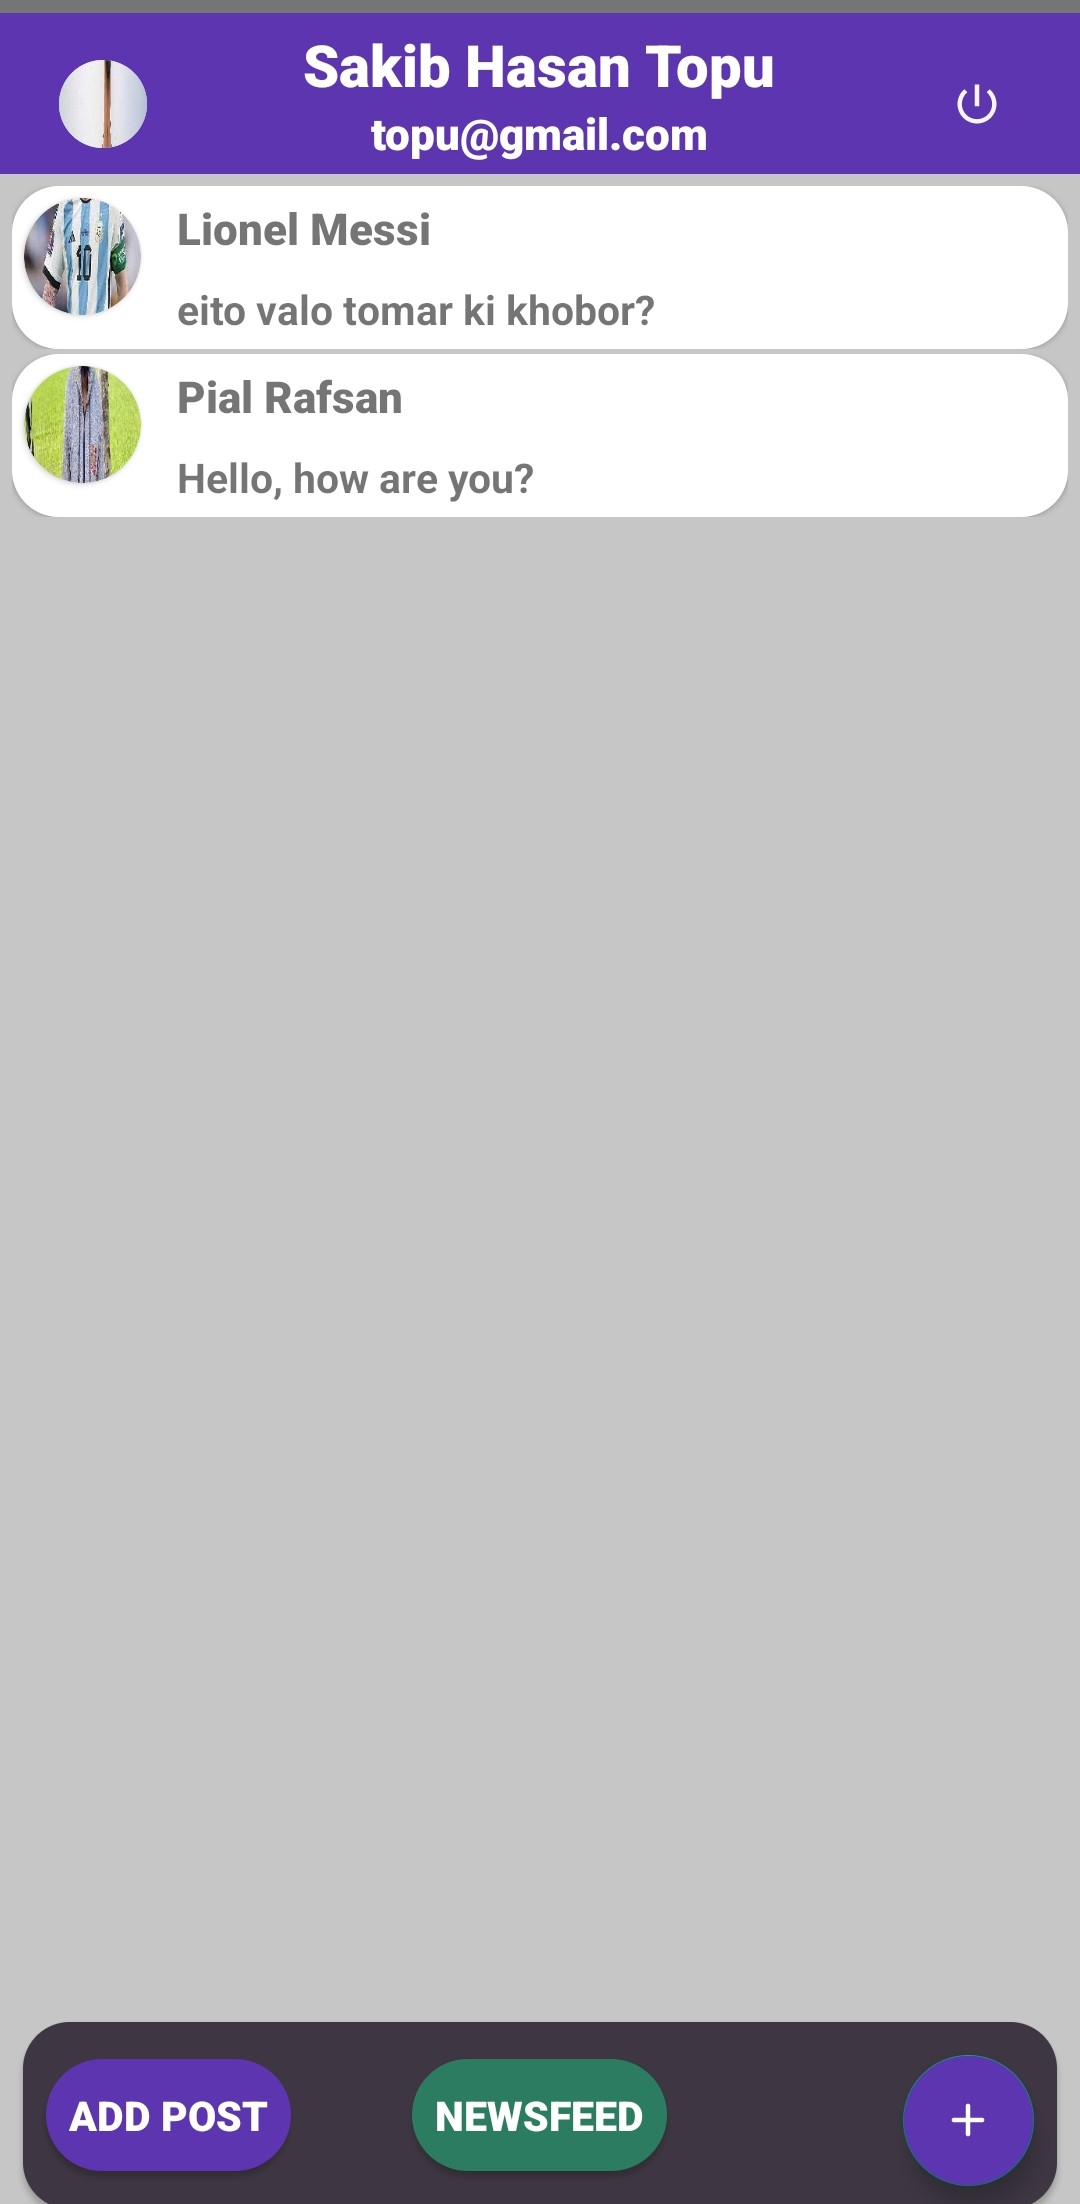 Sakib Hasan Topu
topu@gmail.com
Lionel Messi
10
eito valo tomar ki khobor?
Pial Rafsan
Hello, how are you?
ADD POST
NEWSFEED
+